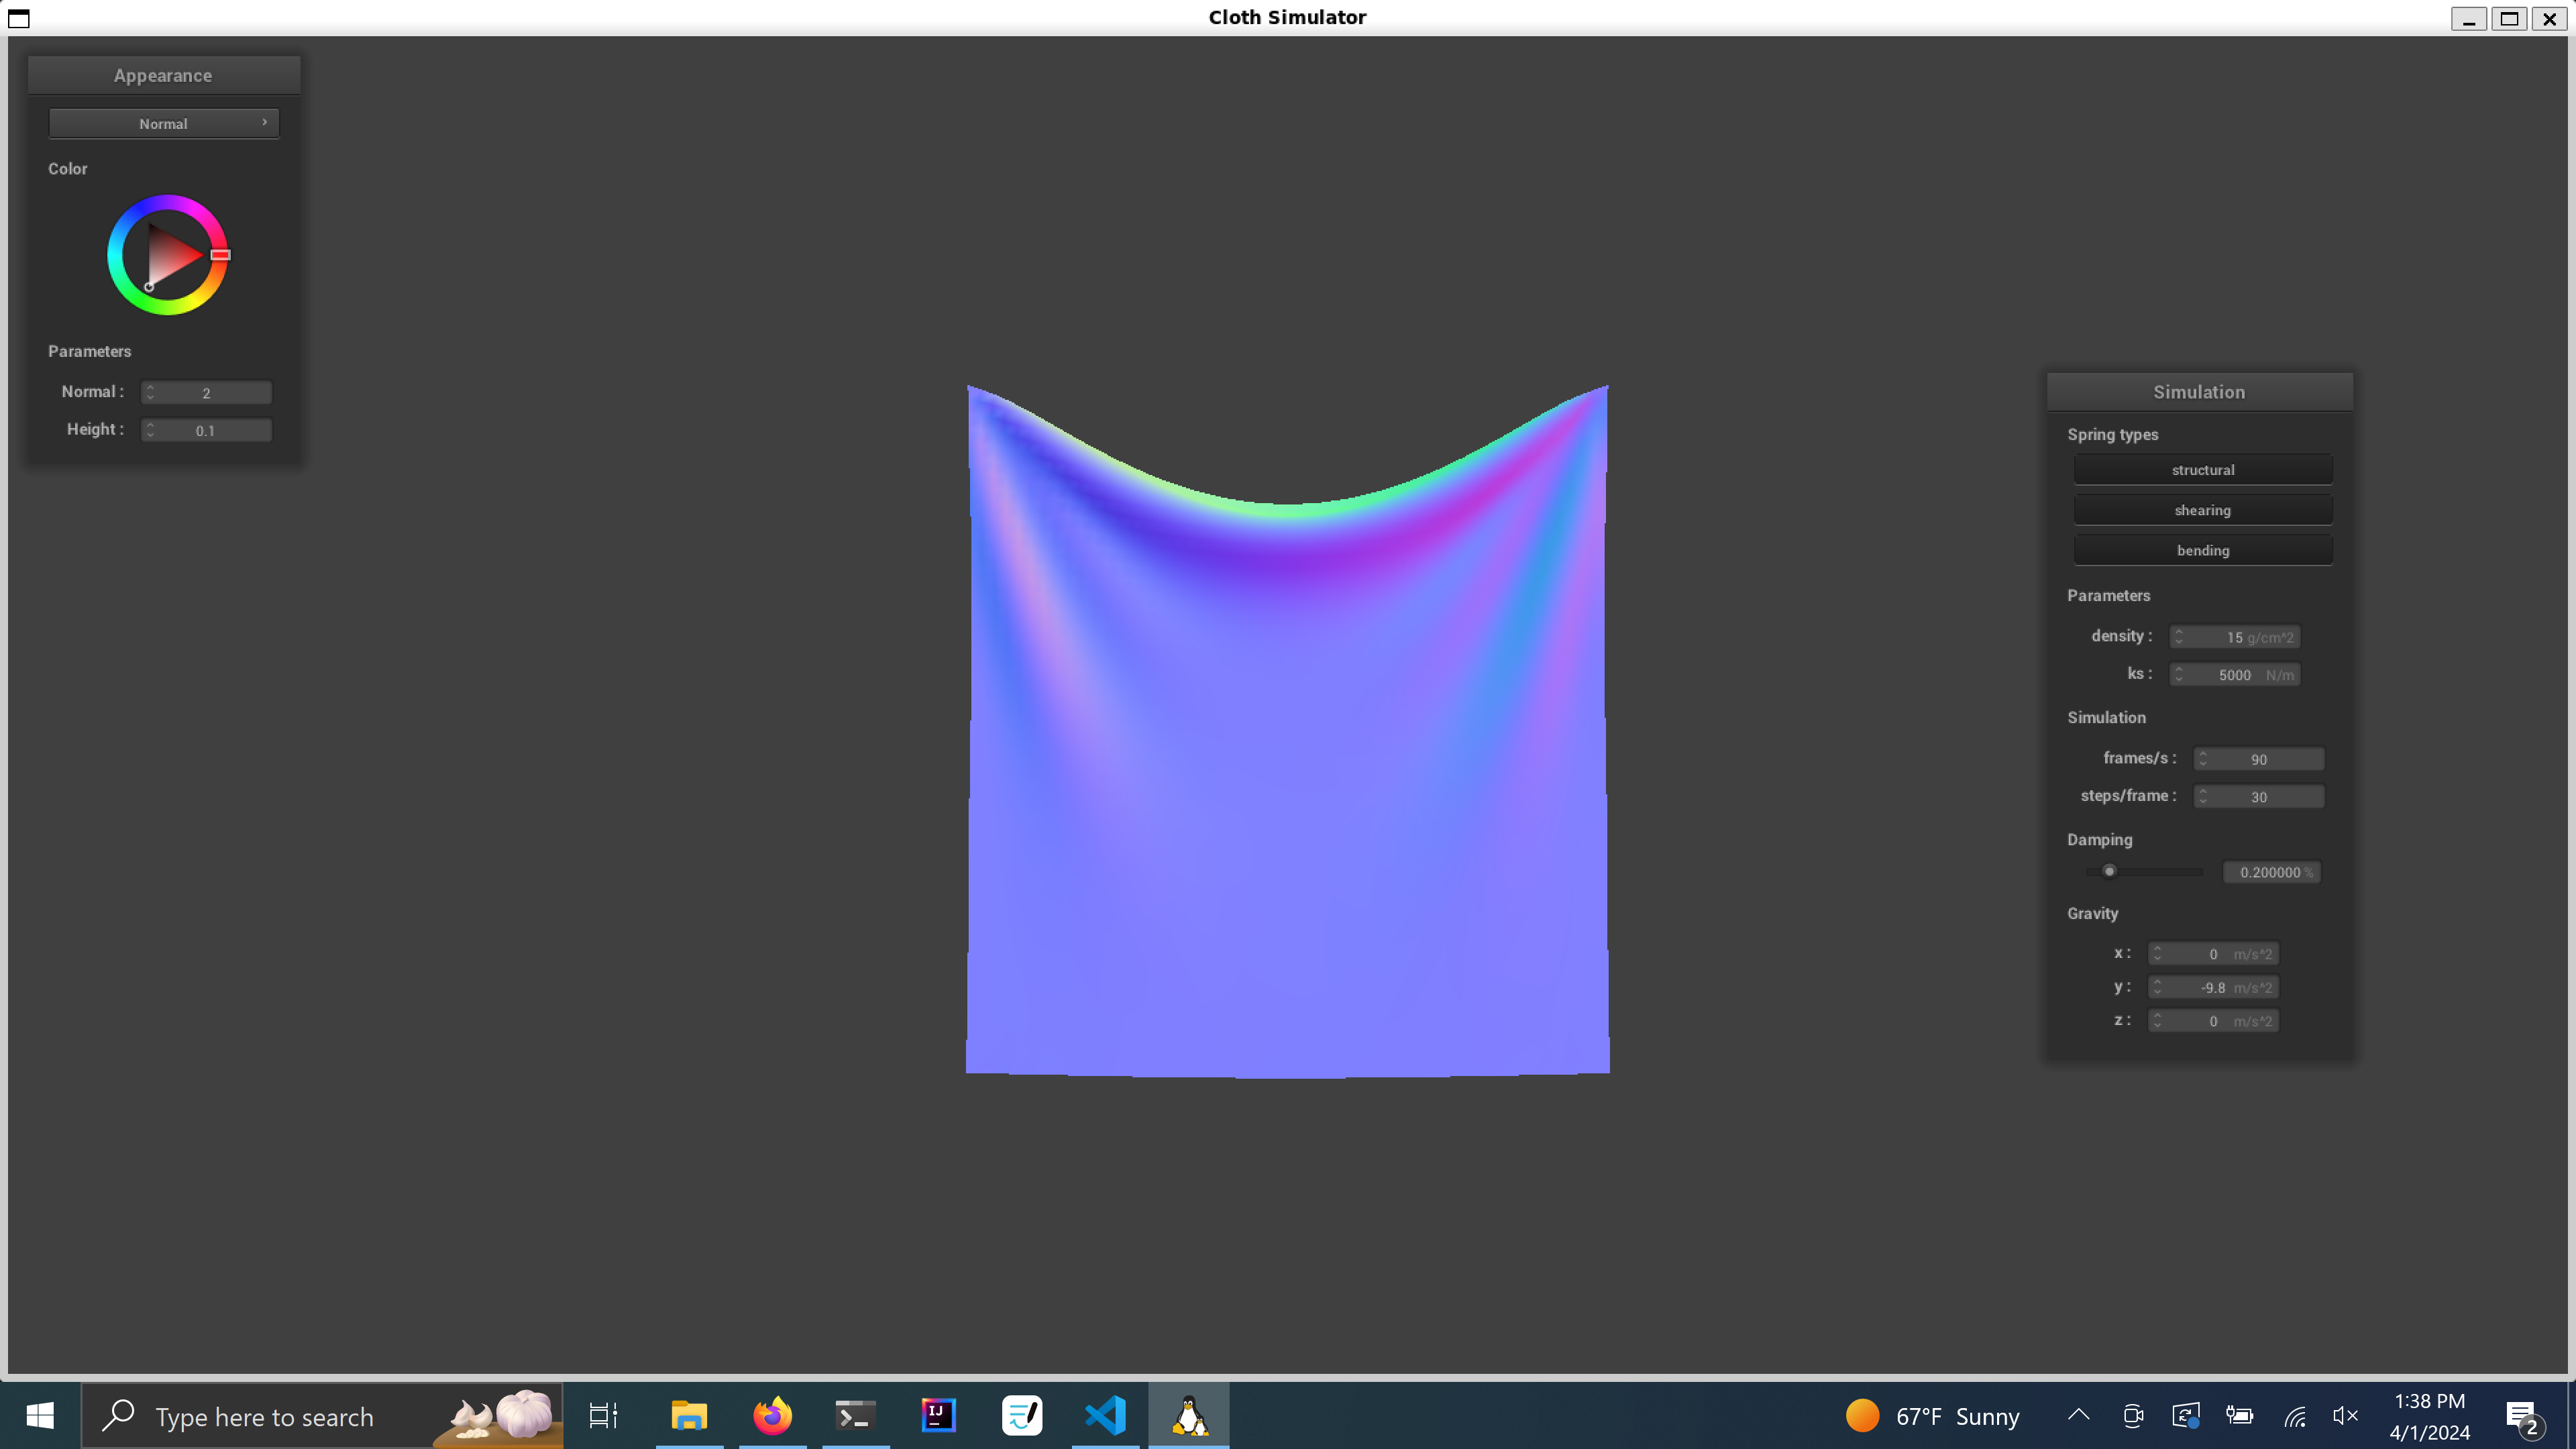 Cloth Simulator
Appearance
Normal
Color
Parameters
Normal : 2
Height : 0.1
Simulation
Spring types
structural
shearing
bending
Parameters
density : 15 g/cm^2
ks : 5000 N/m
Simulation
frames/s : 90
steps/frame : 30
Damping
0.200000 %
Gravity
x : 0 m/s^2
y : -9.8 m/s^2
z : 0 m/s^2
Type here to search
IJ
67°F Sunny
1:38 PM
4/1/2024
2